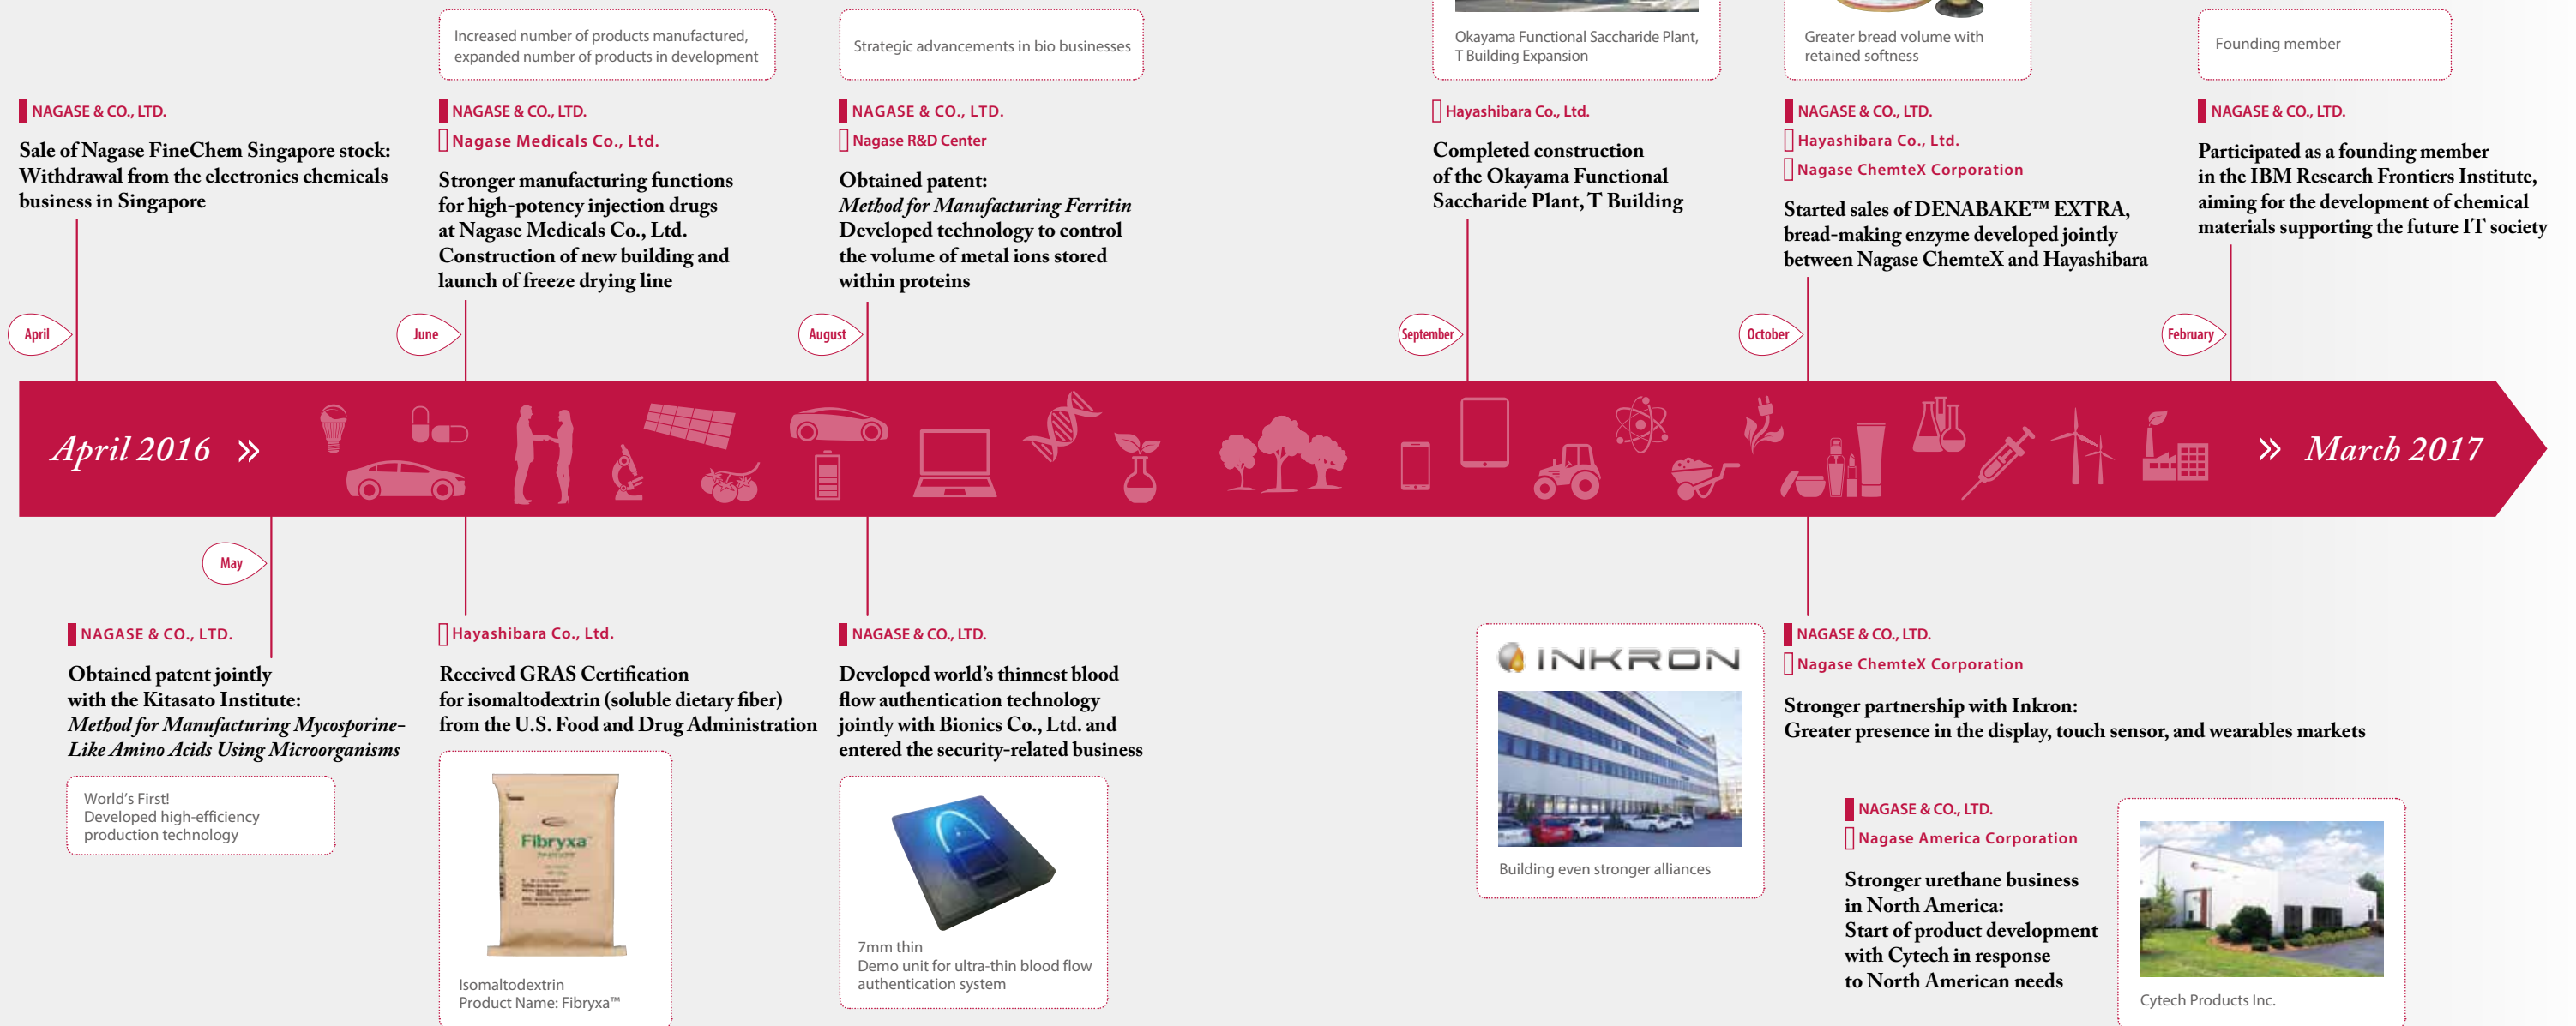 Increased number of products manufactured,
expanded number of products in development
Strategic advancements in bio businesses
Okayama Functional Saccharide Plant,
T Building Expansion
Greater bread volume with
retained softness
Founding member
NAGASE & CO., LTD.
Sale of Nagase FineChem Singapore stock:
Withdrawal from the electronics chemicals
business in Singapore
NAGASE & CO., LTD.
Nagase Medicals Co., Ltd.
Stronger manufacturing functions
for high-potency injection drugs
at Nagase Medicals Co., Ltd.
Construction of new building and
launch of freeze drying line
NAGASE & CO., LTD.
Nagase R&D Center
Obtained patent:
Method for Manufacturing Ferritin
Developed technology to control
the volume of metal ions stored
within proteins
Hayashibara Co., Ltd.
Completed construction
of the Okayama Functional
Saccharide Plant, T Building
NAGASE & CO., LTD.
Hayashibara Co., Ltd.
Nagase ChemteX Corporation
Started sales of DENABAKE™ EXTRA,
bread-making enzyme developed jointly
between Nagase ChemteX and Hayashibara
NAGASE & CO., LTD.
Participated as a founding member
in the IBM Research Frontiers Institute,
aiming for the development of chemical
materials supporting the future IT society
April
June
August
September
October
February
April 2016 »
» March 2017
May
NAGASE & CO., LTD.
Obtained patent jointly
with the Kitasato Institute:
Method for Manufacturing Mycosporine-
Like Amino Acids Using Microorganisms
World's First!
Developed high-efficiency
production technology
Hayashibara Co., Ltd.
Received GRAS Certification
for isomaltodextrin (soluble dietary fiber)
from the U.S. Food and Drug Administration
Fibryxa™
Isomaltodextrin
Product Name: Fibryxa™
NAGASE & CO., LTD.
Developed world's thinnest blood
flow authentication technology
jointly with Bionics Co., Ltd. and
entered the security-related business
7mm thin
Demo unit for ultra-thin blood flow
authentication system
INKRON
Building even stronger alliances
NAGASE & CO., LTD.
Nagase ChemteX Corporation
Stronger partnership with Inkron:
Greater presence in the display, touch sensor, and wearables markets
NAGASE & CO., LTD.
Nagase America Corporation
Stronger urethane business
in North America:
Start of product development
with Cytech in response
to North American needs
Cytech Products Inc.